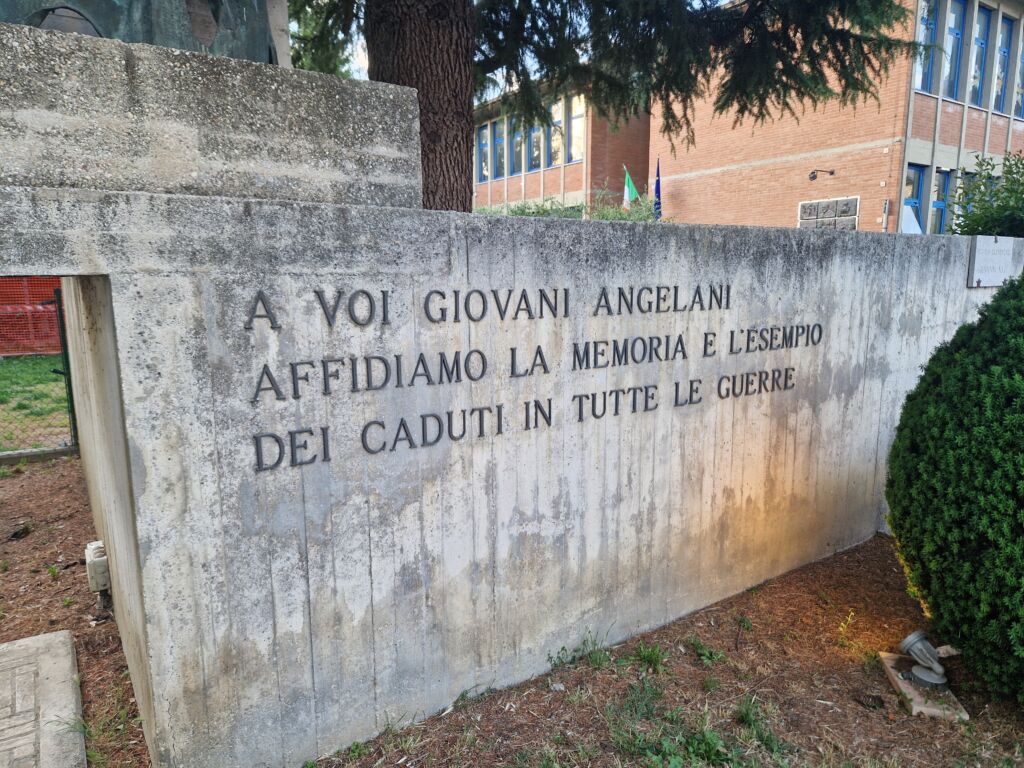 A VOI GIOVANI ANGELANI
AFFIDIAMO LA MEMORIA E L'ESEMPIO
DEI CADUTI IN TUTTE LE GUERRE